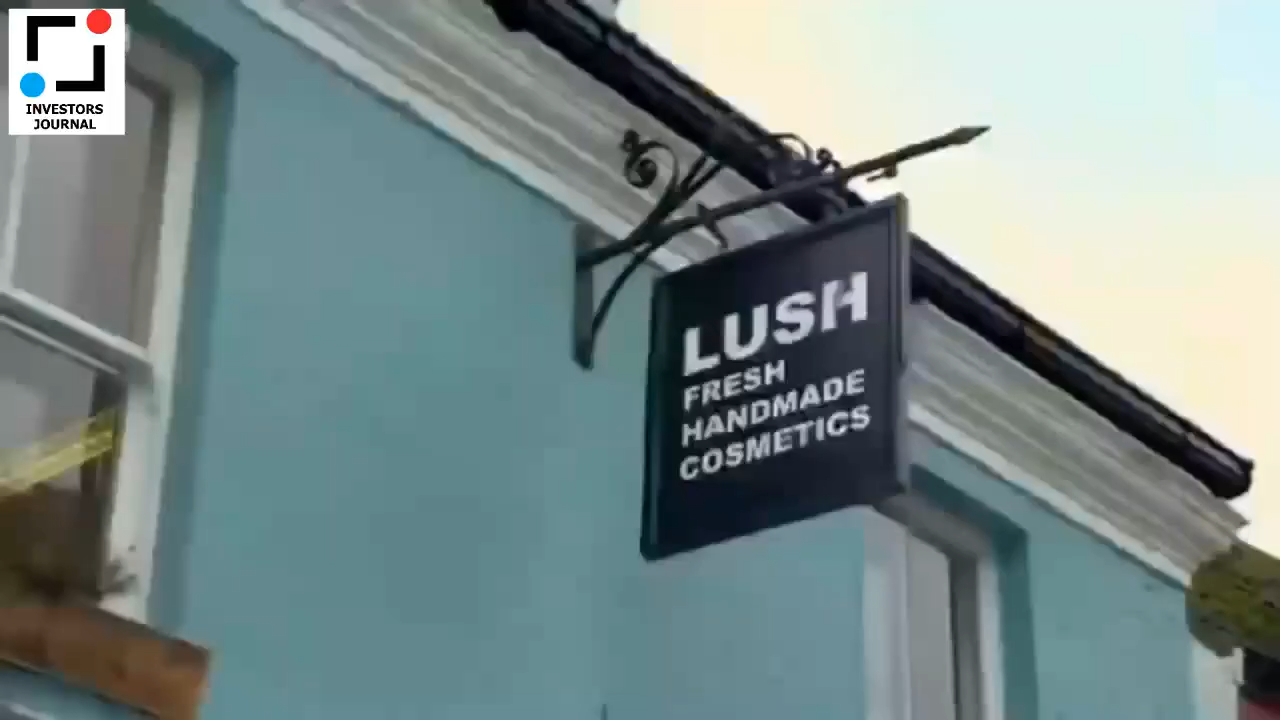 INVESTORS
JOURNAL
LUSH
FRESH
HANDMADE
COSMETICS